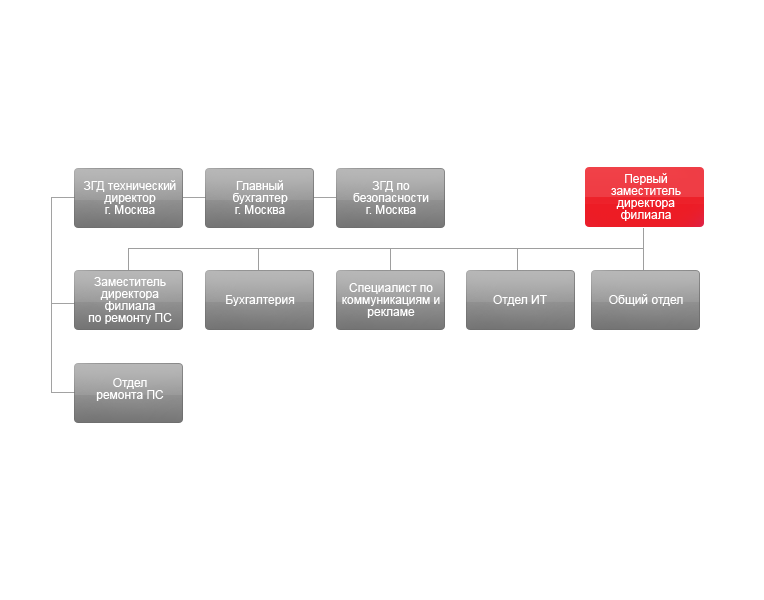 ЗГД технический
директор
г. Москва
Главный
бухгалтер
г. Москва
ЗГД по
безопасности
г. Москва
Первый
заместитель
директора
филиала
Заместитель
директора
филиала
по ремонту ПС
Бухгалтерия
Специалист по
коммуникациям и
рекламе
Отдел ИТ
Общий отдел
Отдел
ремонта ПС